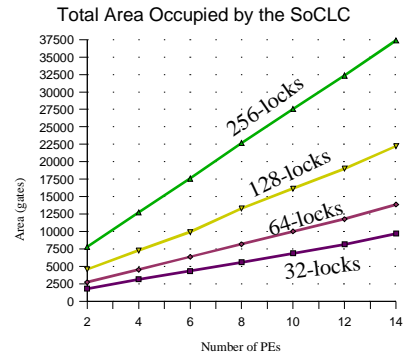 Total Area Occupied by the SoCLC
37500
35000
32500
30000
27500
25000
22500
20000
17500
15000
12500
10000
7500
5000
2500
0
Area (gates)
256-locks
128-locks
64-locks
32-locks
2 4 6 8 10 12 14
Number of PEs